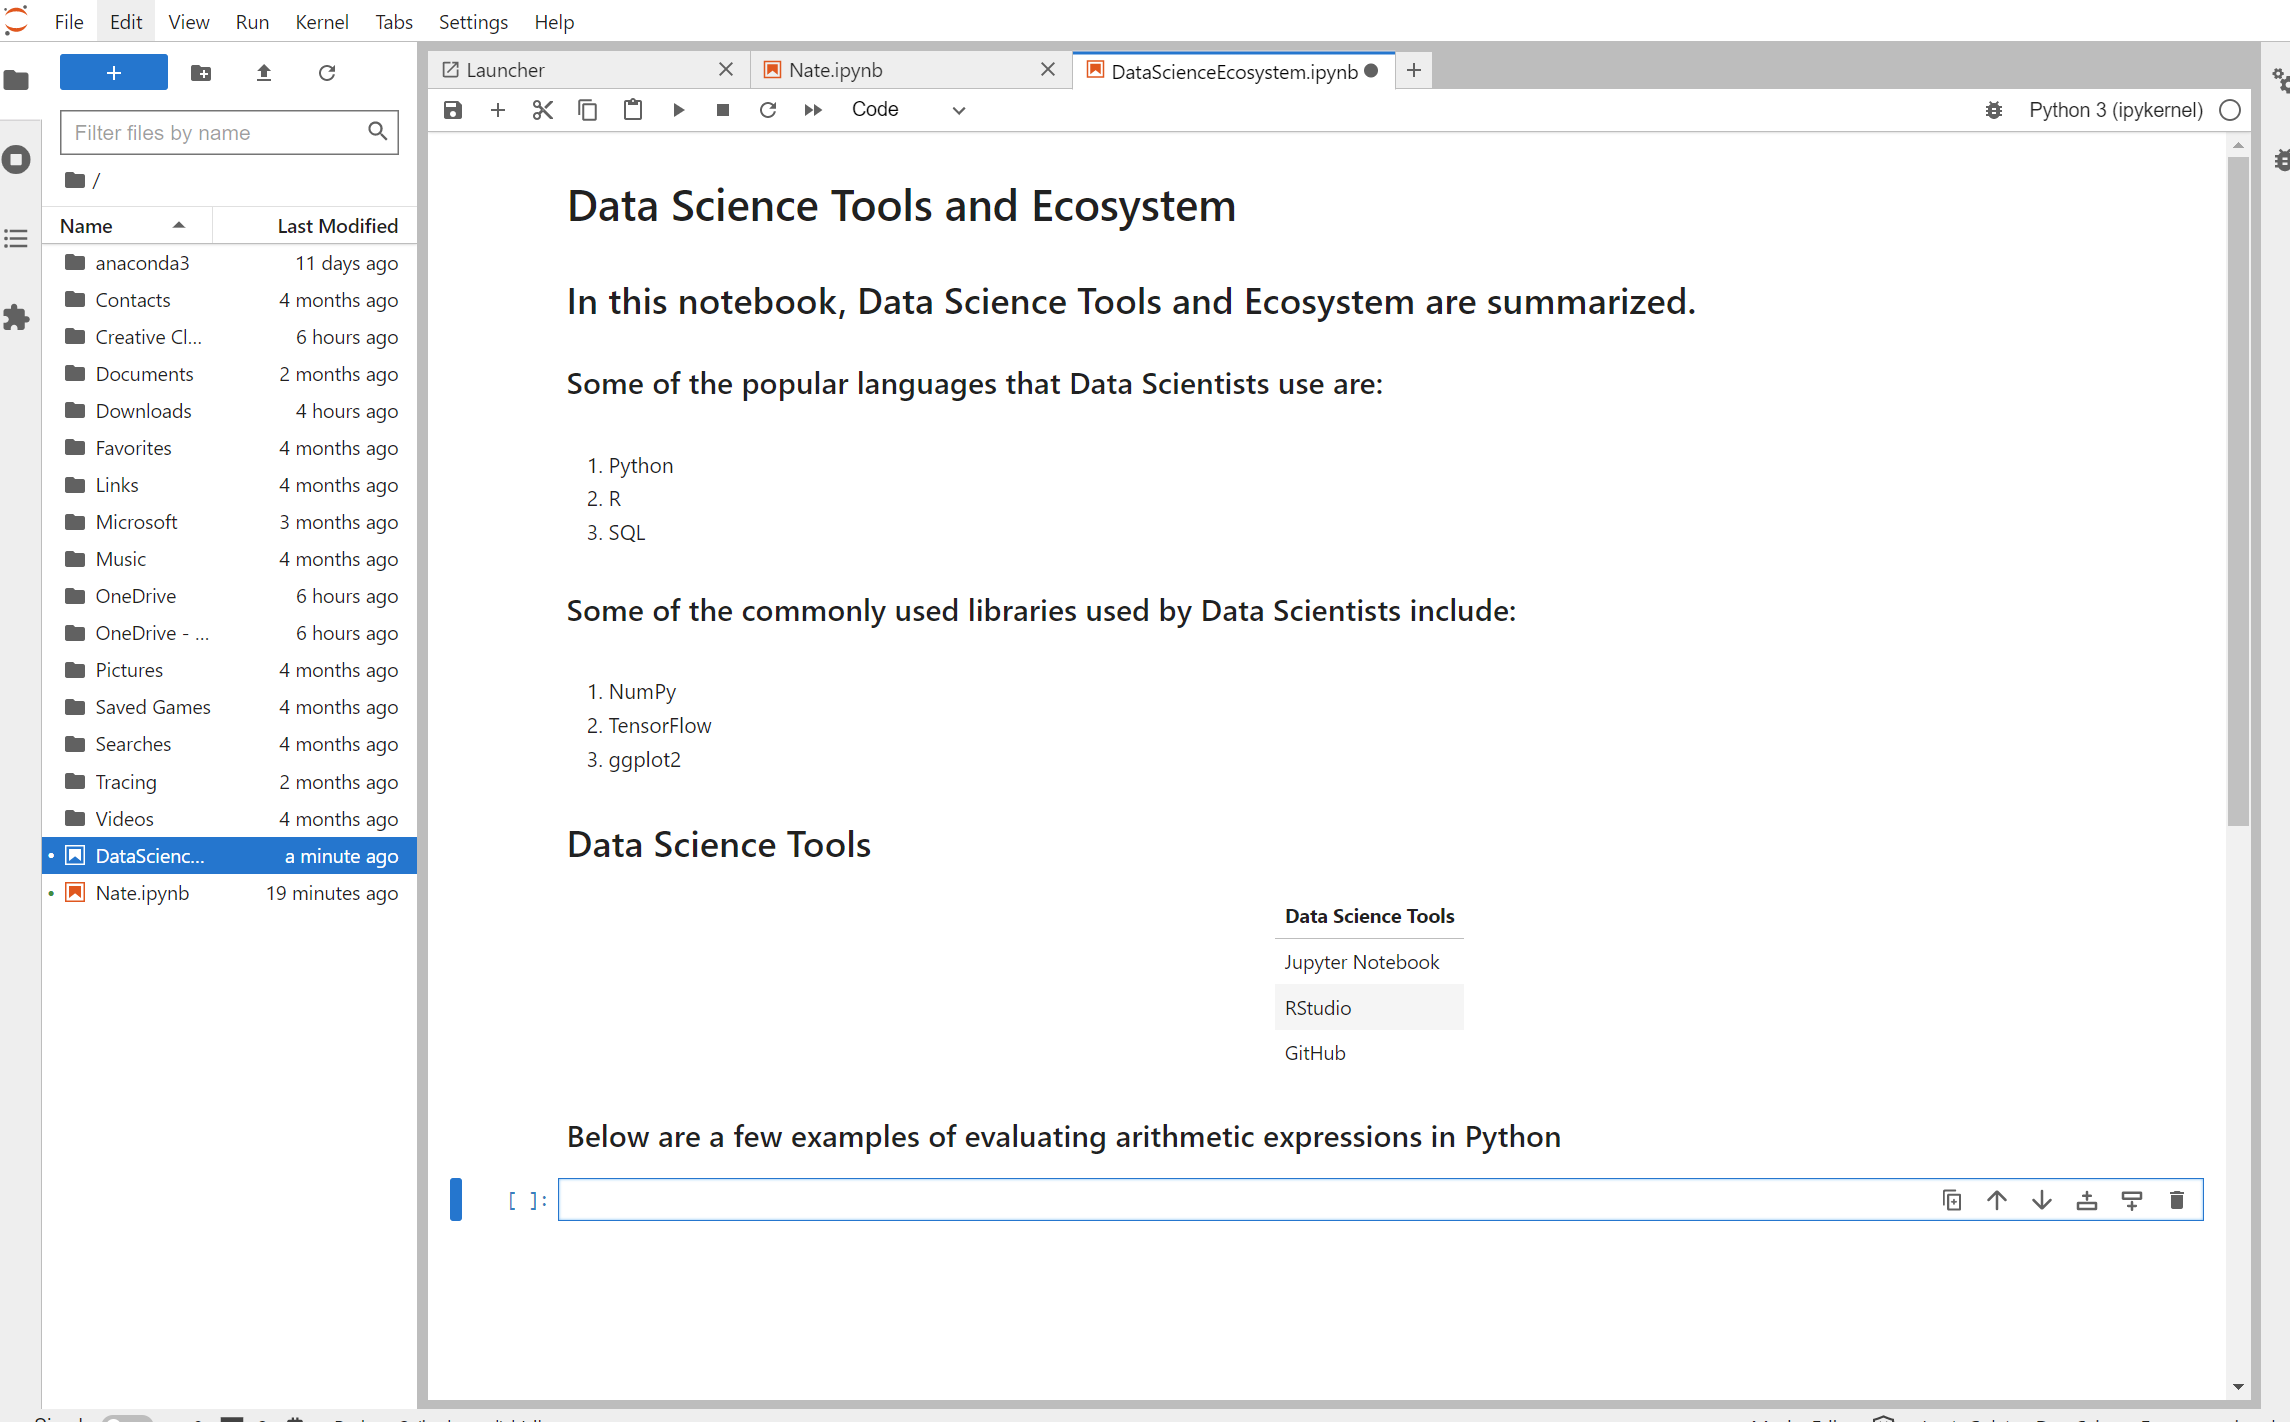 File Edit View Run Kernel Tabs Settings Help
Launcher Nate.ipynb DataScienceEcosystem.ipynb
Code Python 3 (ipykernel)
Filter files by name
/
Name Last Modified
anaconda3 11 days ago
Contacts 4 months ago
Creative Cl... 6 hours ago
Documents 2 months ago
Downloads 4 hours ago
Favorites 4 months ago
Links 4 months ago
Microsoft 3 months ago
Music 4 months ago
OneDrive 6 hours ago
OneDrive - ... 6 hours ago
Pictures 4 months ago
Saved Games 4 months ago
Searches 4 months ago
Tracing 2 months ago
Videos 4 months ago
DataScienc... a minute ago
Nate.ipynb 19 minutes ago
Data Science Tools and Ecosystem
In this notebook, Data Science Tools and Ecosystem are summarized.
Some of the popular languages that Data Scientists use are:
1. Python
2. R
3. SQL
Some of the commonly used libraries used by Data Scientists include:
1. NumPy
2. TensorFlow
3. ggplot2
Data Science Tools
Data Science Tools
Jupyter Notebook
RStudio
GitHub
Below are a few examples of evaluating arithmetic expressions in Python
[ ]: